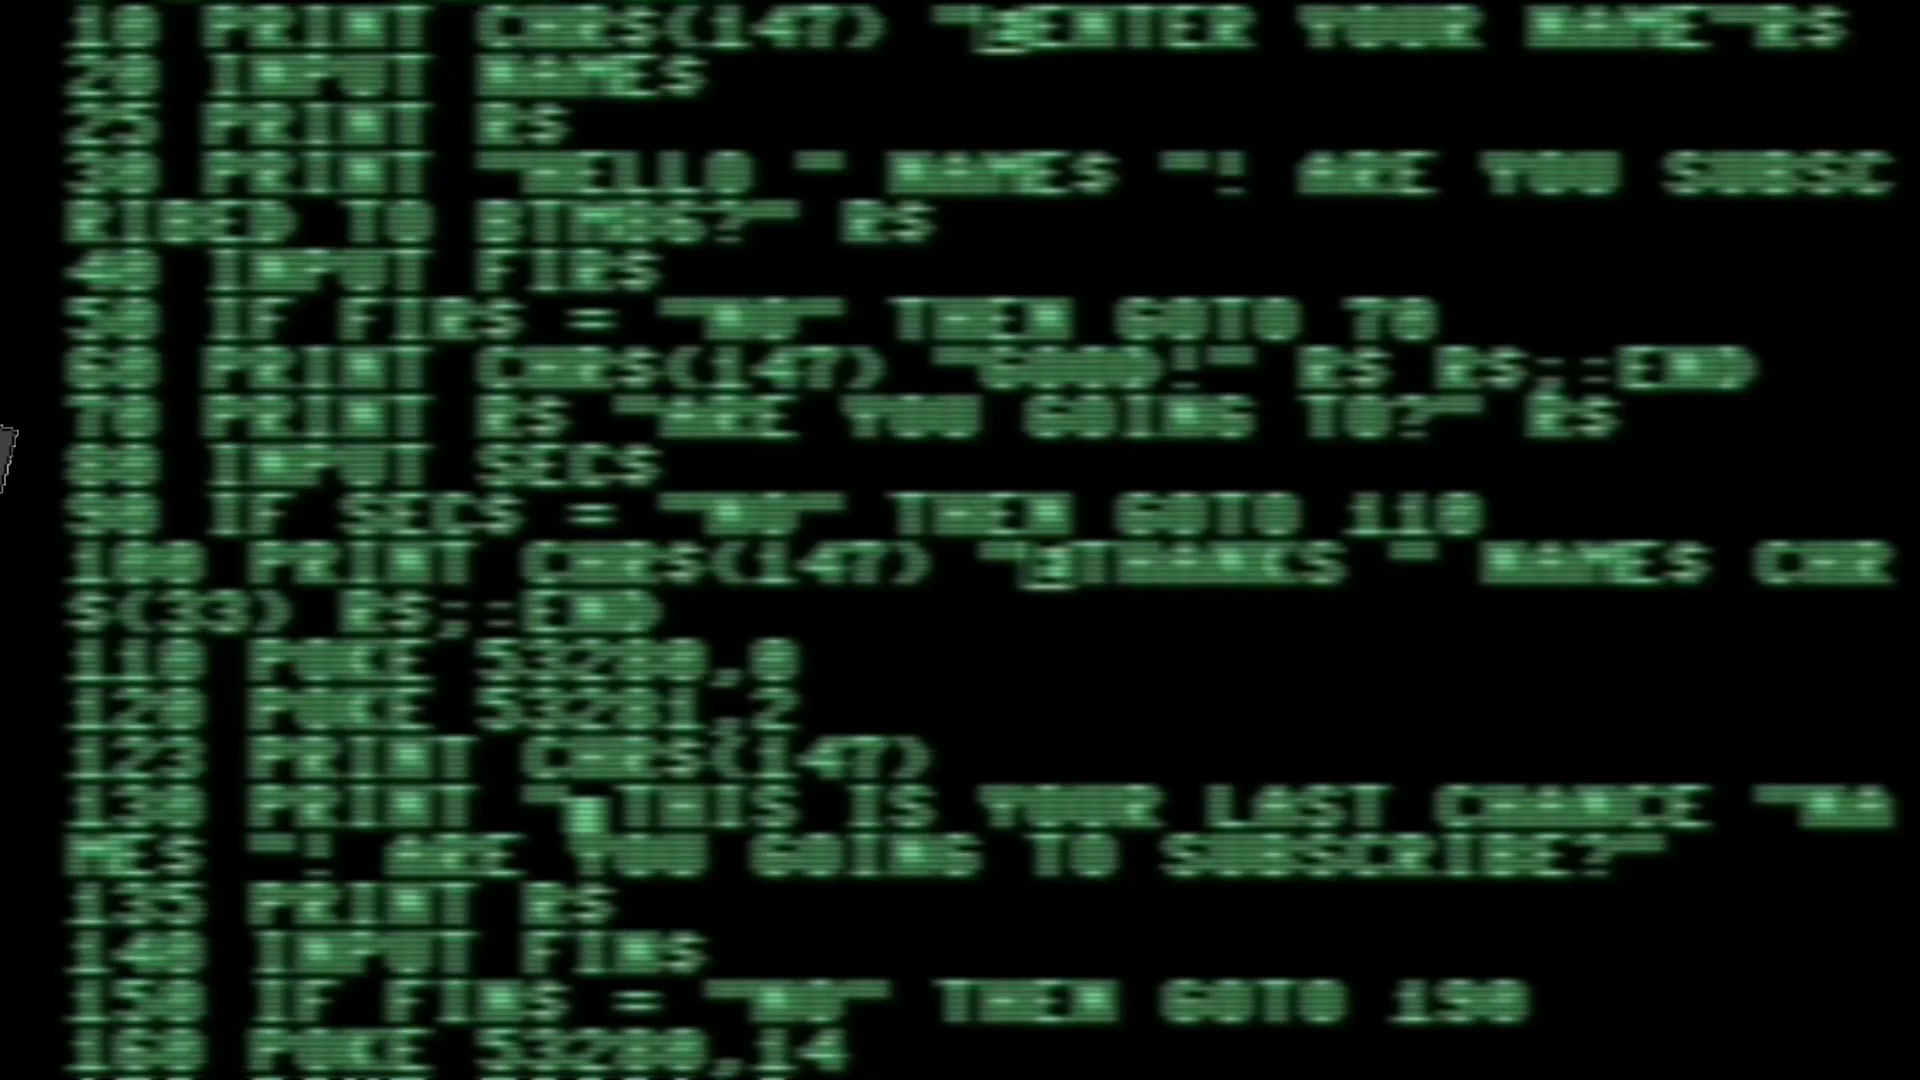 10 PRINT CHR$(147) "ENTER YOUR NAME"R$
20 INPUT NAME$
25 PRINT R$
30 PRINT "HELLO " NAME$ "! ARE YOU SUBSC
RIBED TO BTMNG?" R$
40 INPUT FIR$
50 IF FIR$ = "NO" THEN GOTO 70
60 PRINT CHR$(147) "GOOD!" R$ R$;:END
70 PRINT R$ "ARE YOU GOING TO?" R$
80 INPUT SEC$
90 IF SEC$ = "NO" THEN GOTO 110
100 PRINT CHR$(147) "THANKS " NAME$ CHR
$(33) R$;:END
110 POKE 53280,0
120 POKE 53281,2
123 PRINT CHR$(147)
130 PRINT "THIS IS YOUR LAST CHANCE "NA
ME$ "! ARE YOU GOING TO SUBSCRIBE?"
135 PRINT R$
140 INPUT FIN$
150 IF FIN$ = "NO" THEN GOTO 190
160 POKE 53280,14